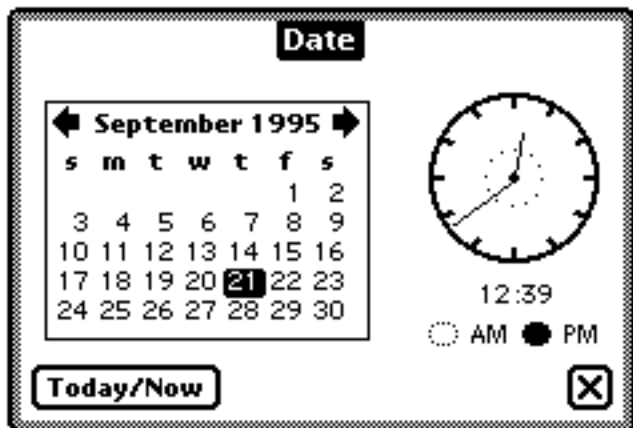 Date
September 1995
s m t w t f s
1 2
3 4 5 6 7 8 9
10 11 12 13 14 15 16
17 18 19 20 21 22 23
24 25 26 27 28 29 30
12:39
AM PM
Today/Now